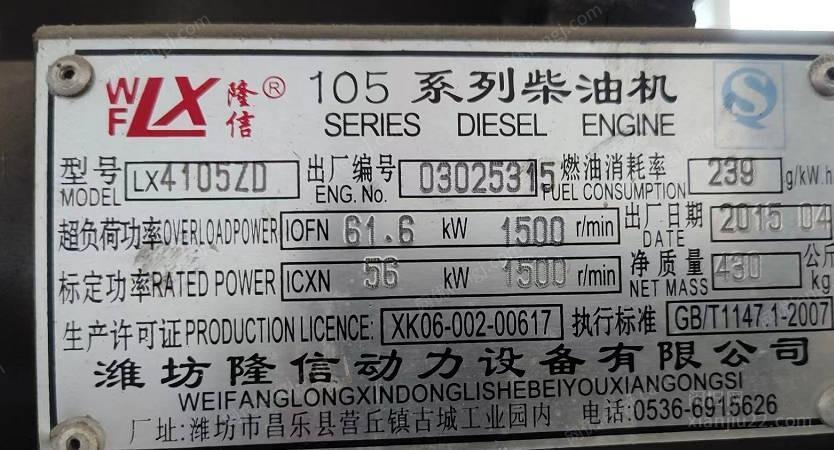 WF LX 隆信 ® 105 系列柴油机
SERIES DIESEL ENGINE
型号 MODEL LX4105ZD 出厂编号 ENG. No. 03025315 燃油消耗率 FUEL CONSUMPTION 239 g/kW.h
超负荷功率 OVERLOADPOWER IOFN 61.6 kW 1500 r/min 出厂日期 DATE 2015 04
标定功率 RATED POWER ICXN 56 kW 1500 r/min 净质量 NET MASS 430 公斤 kg
生产许可证 PRODUCTION LICENCE: XK06-002-00617 执行标准 GB/T1147.1-2007
潍坊隆信动力设备有限公司
WEIFANGLONGXINDONGLISHEBEIYOUXIANGONGSI
厂址:潍坊市昌乐县营丘镇古城工业园内 电话:0536-6915626
xianjiu22.com